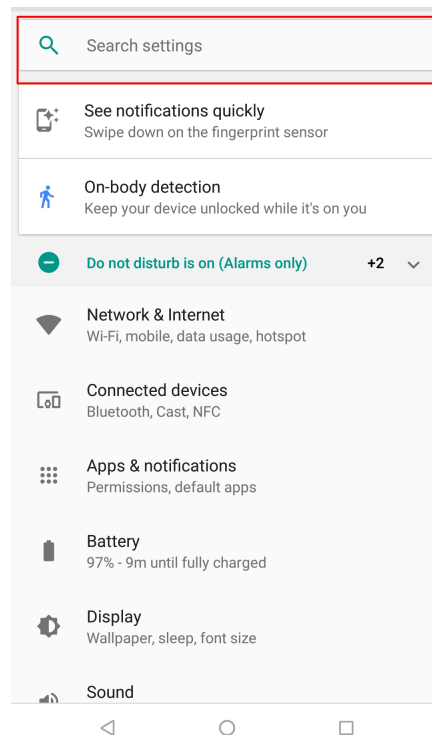 Search settings
See notifications quickly
Swipe down on the fingerprint sensor
On-body detection
Keep your device unlocked while it's on you
Do not disturb is on (Alarms only) +2
Network & Internet
Wi-Fi, mobile, data usage, hotspot
Connected devices
Bluetooth, Cast, NFC
Apps & notifications
Permissions, default apps
Battery
97% - 9m until fully charged
Display
Wallpaper, sleep, font size
Sound